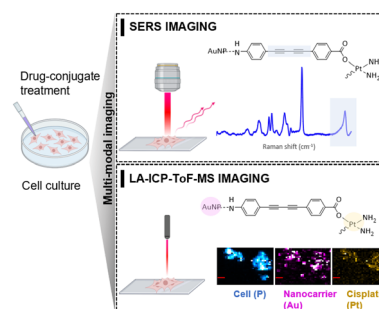 SERS IMAGING
AuNP
H
N
O
O
Pt
NH
NH₂
Drug-conjugate
treatment
Cell culture
Multi-modal imaging
Raman shift (cm⁻¹)
LA-ICP-ToF-MS IMAGING
AuNP
H
N
O
O
Pt
NH₂
NH₂
Cell (P)
Nanocarrier
(Au)
Cisplat
(Pt)